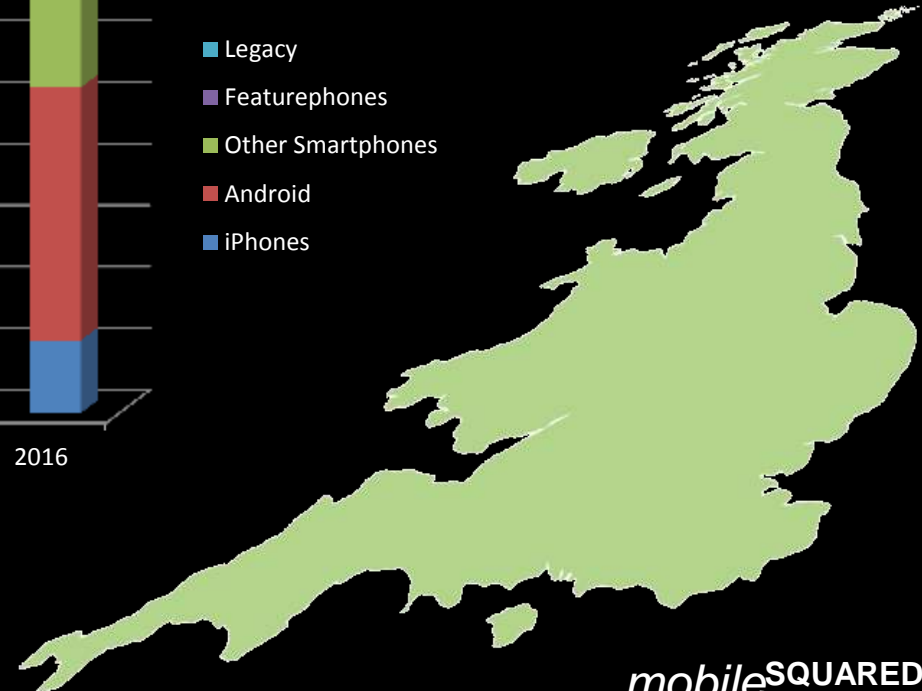 Legacy
Featurephones
Other Smartphones
Android
iPhones
2016
mobileSQUARED